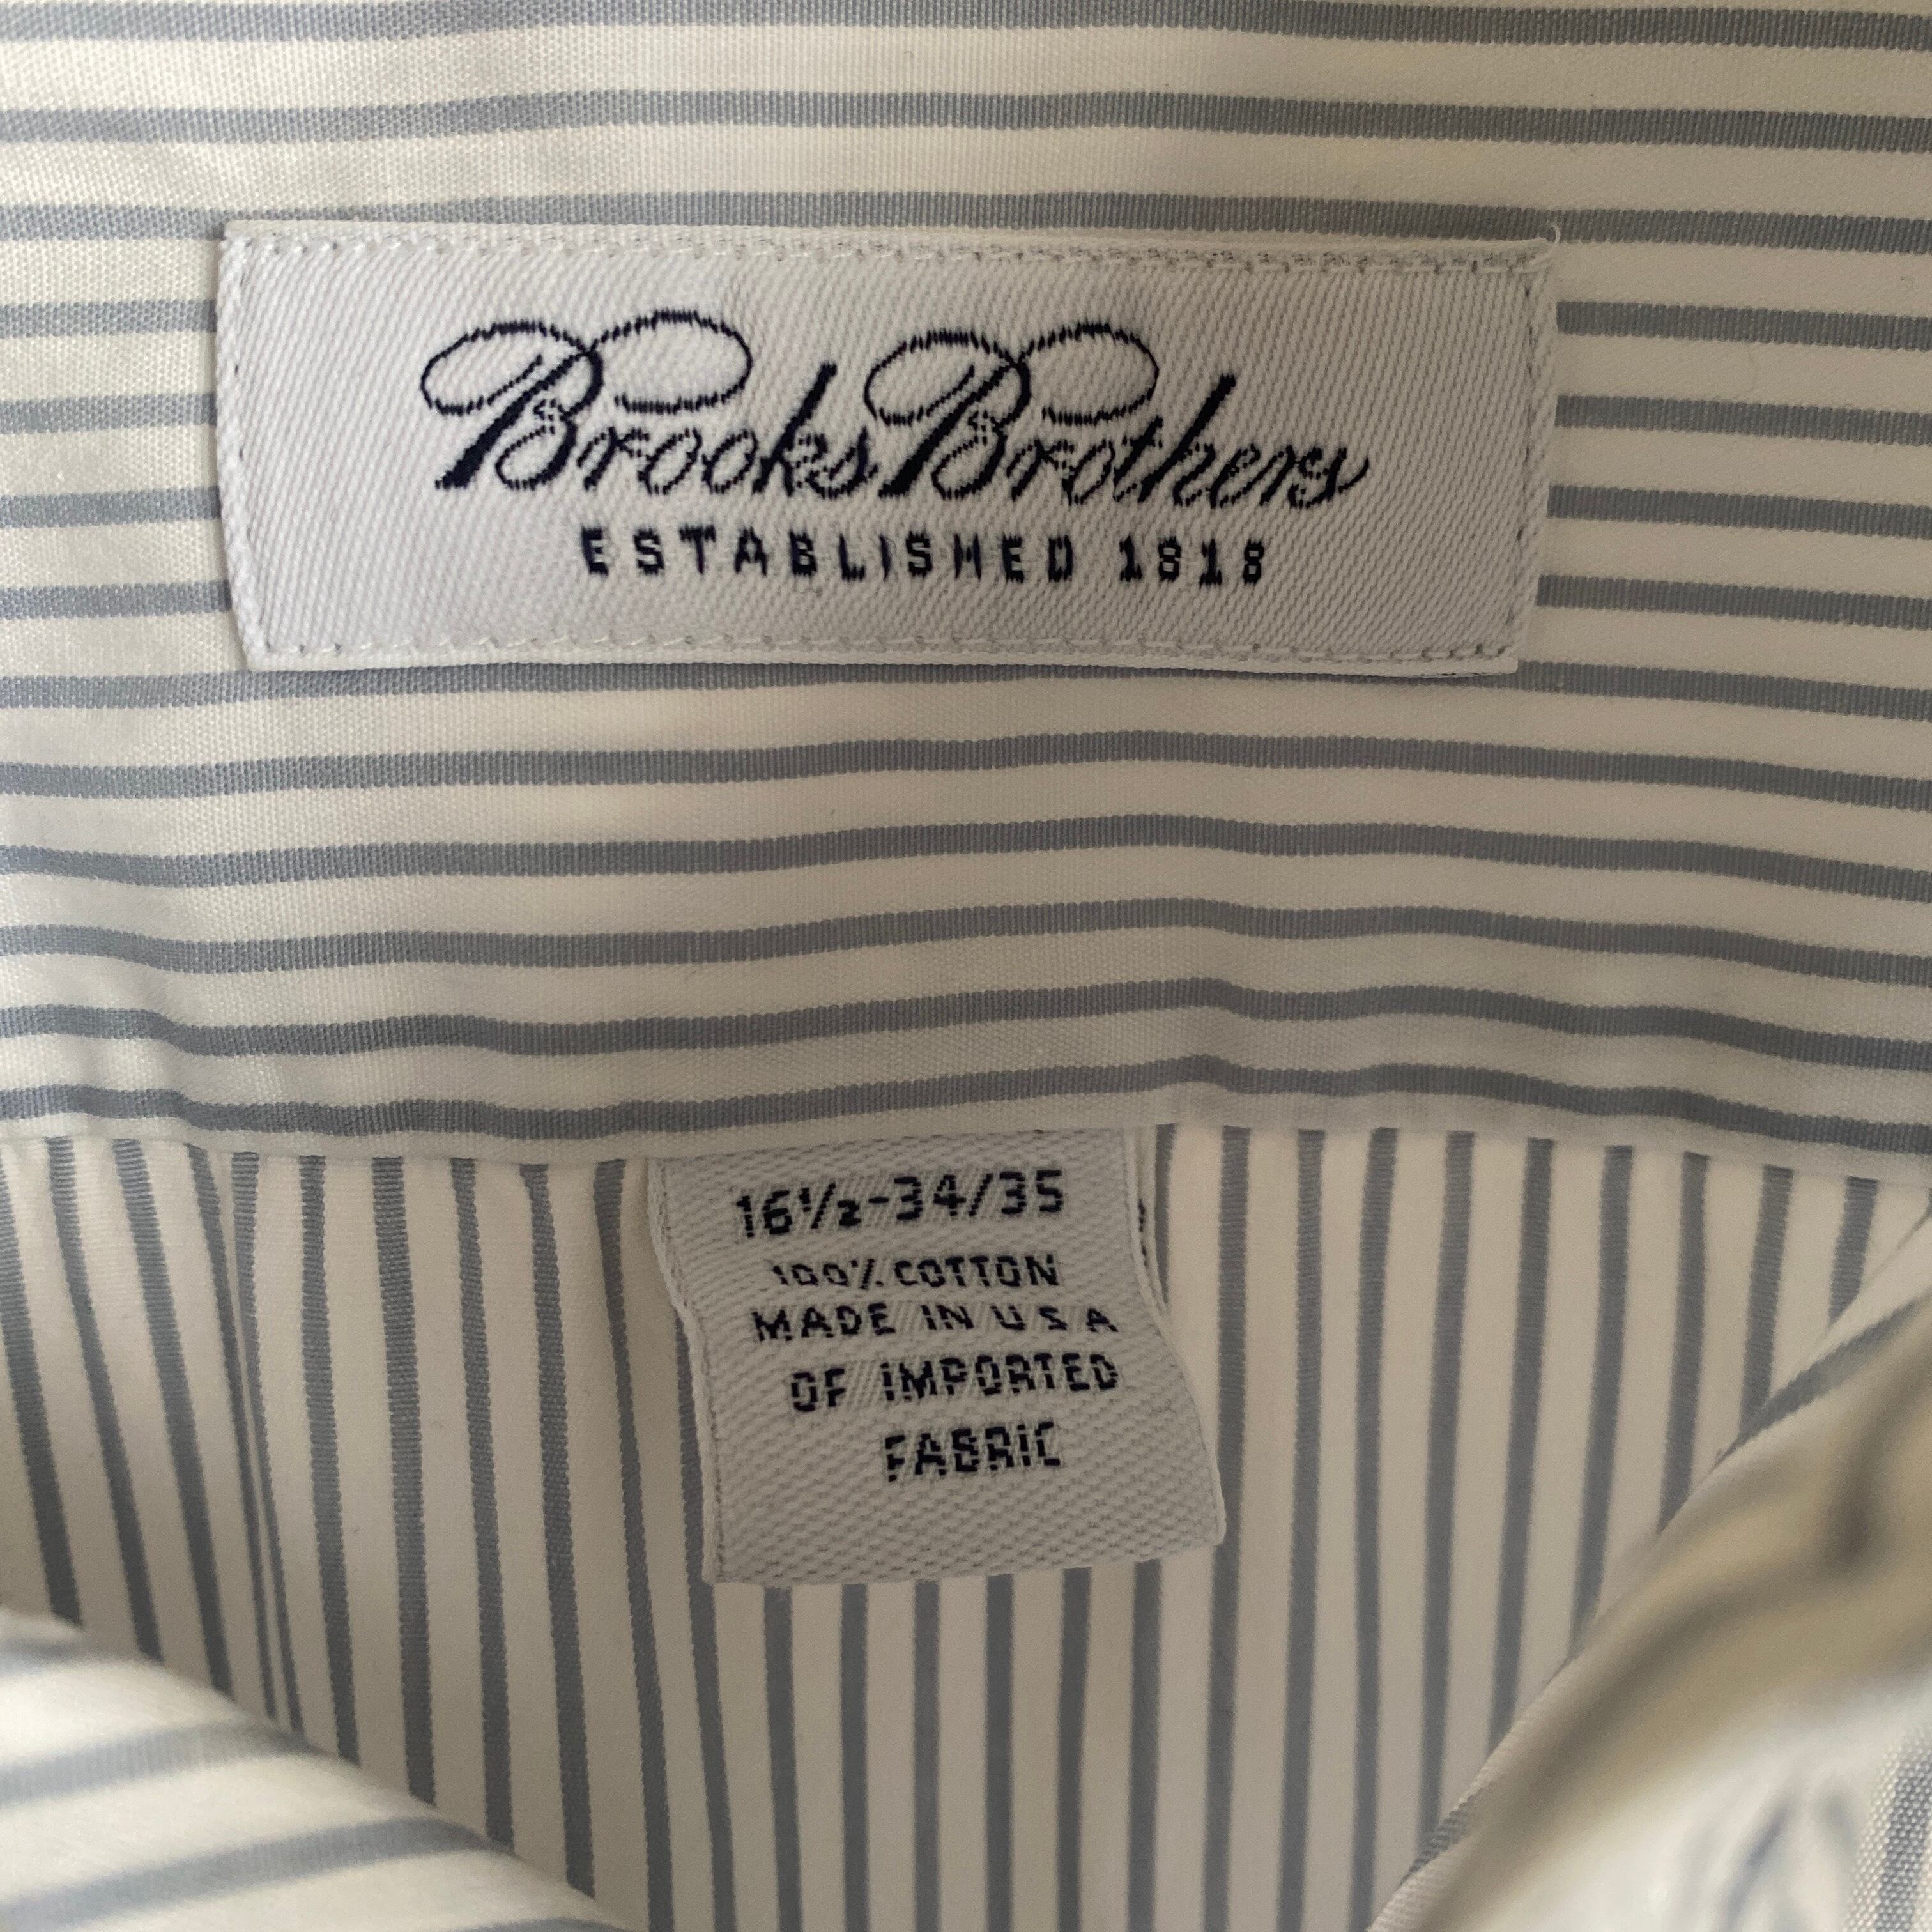 Brooks Brothers
ESTABLISHED 1818
16½-34/35
100% COTTON
MADE IN U S A
OF IMPORTED
FABRIC